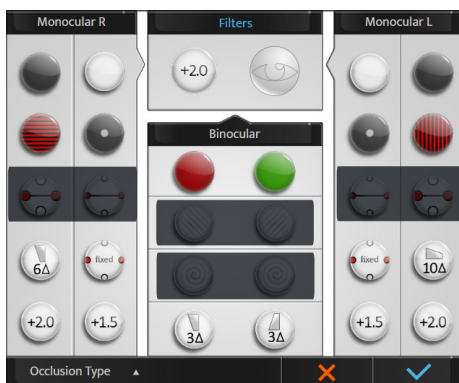 Monocular R
Filters
Monocular L
+2.0
Binocular
6Δ
fixed
fixed
10Δ
+2.0
+1.5
3Δ
3Δ
+1.5
+2.0
Occlusion Type ▲